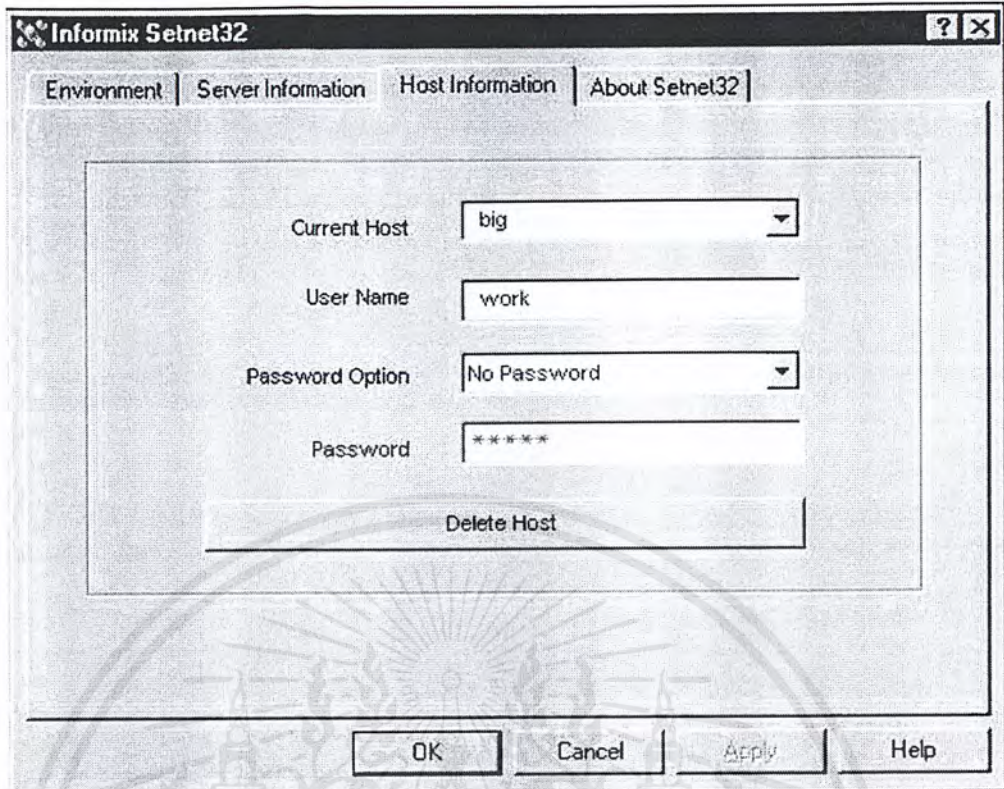 Informix Setnet32
Environment Server Information Host Information About Setnet32
Current Host big
User Name work
Password Option No Password
Password *****
Delete Host
OK Cancel Apply Help